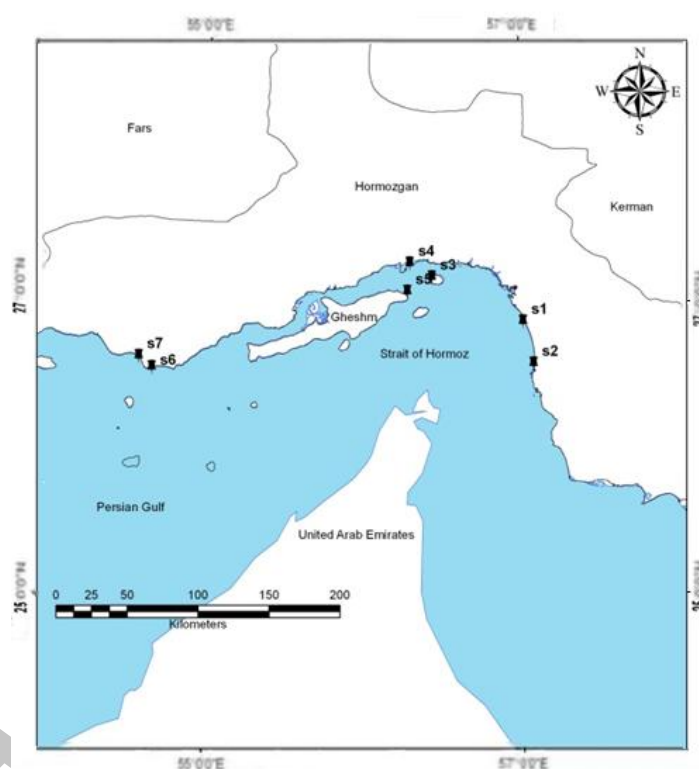 55°00'E 57°00'E
N
W E
S
Fars
Hormozgan
Kerman
s4
s3
s5
27°0'0"N
Gheshm
s1
Strait of Hormoz
s2
s7
s6
Persian Gulf
United Arab Emirates
0 25 50 100 150 200
Kilometers
25°0'0"N
55°00'E 57°00'E